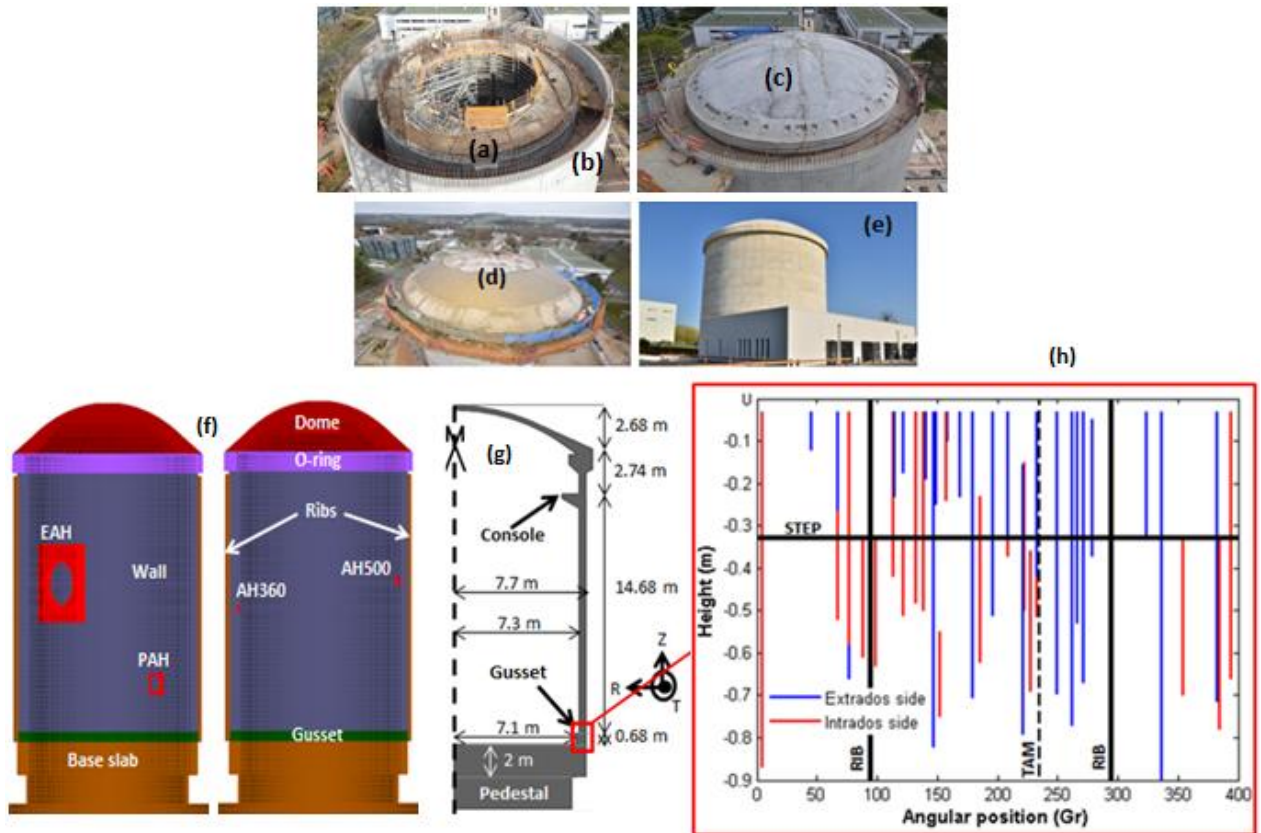 (a)
(b)
(c)
(d)
(e)
(f)
Dome
O-ring
Ribs
EAH
Wall
AH500
AH360
PAH
Gusset
Base slab
(g)
2.68 m
2.74 m
Console
7.7 m
14.68 m
7.3 m
Gusset
Z
R
T
7.1 m
0.68 m
2 m
Pedestal
(h)
U
-0.1
-0.2
-0.3
STEP
-0.4
-0.5
-0.6
-0.7
-0.8
-0.9
Height (m)
Extrados side
Intrados side
RIB
TAM
RIB
0 50 100 150 200 250 300 350 400
Angular position (Gr)